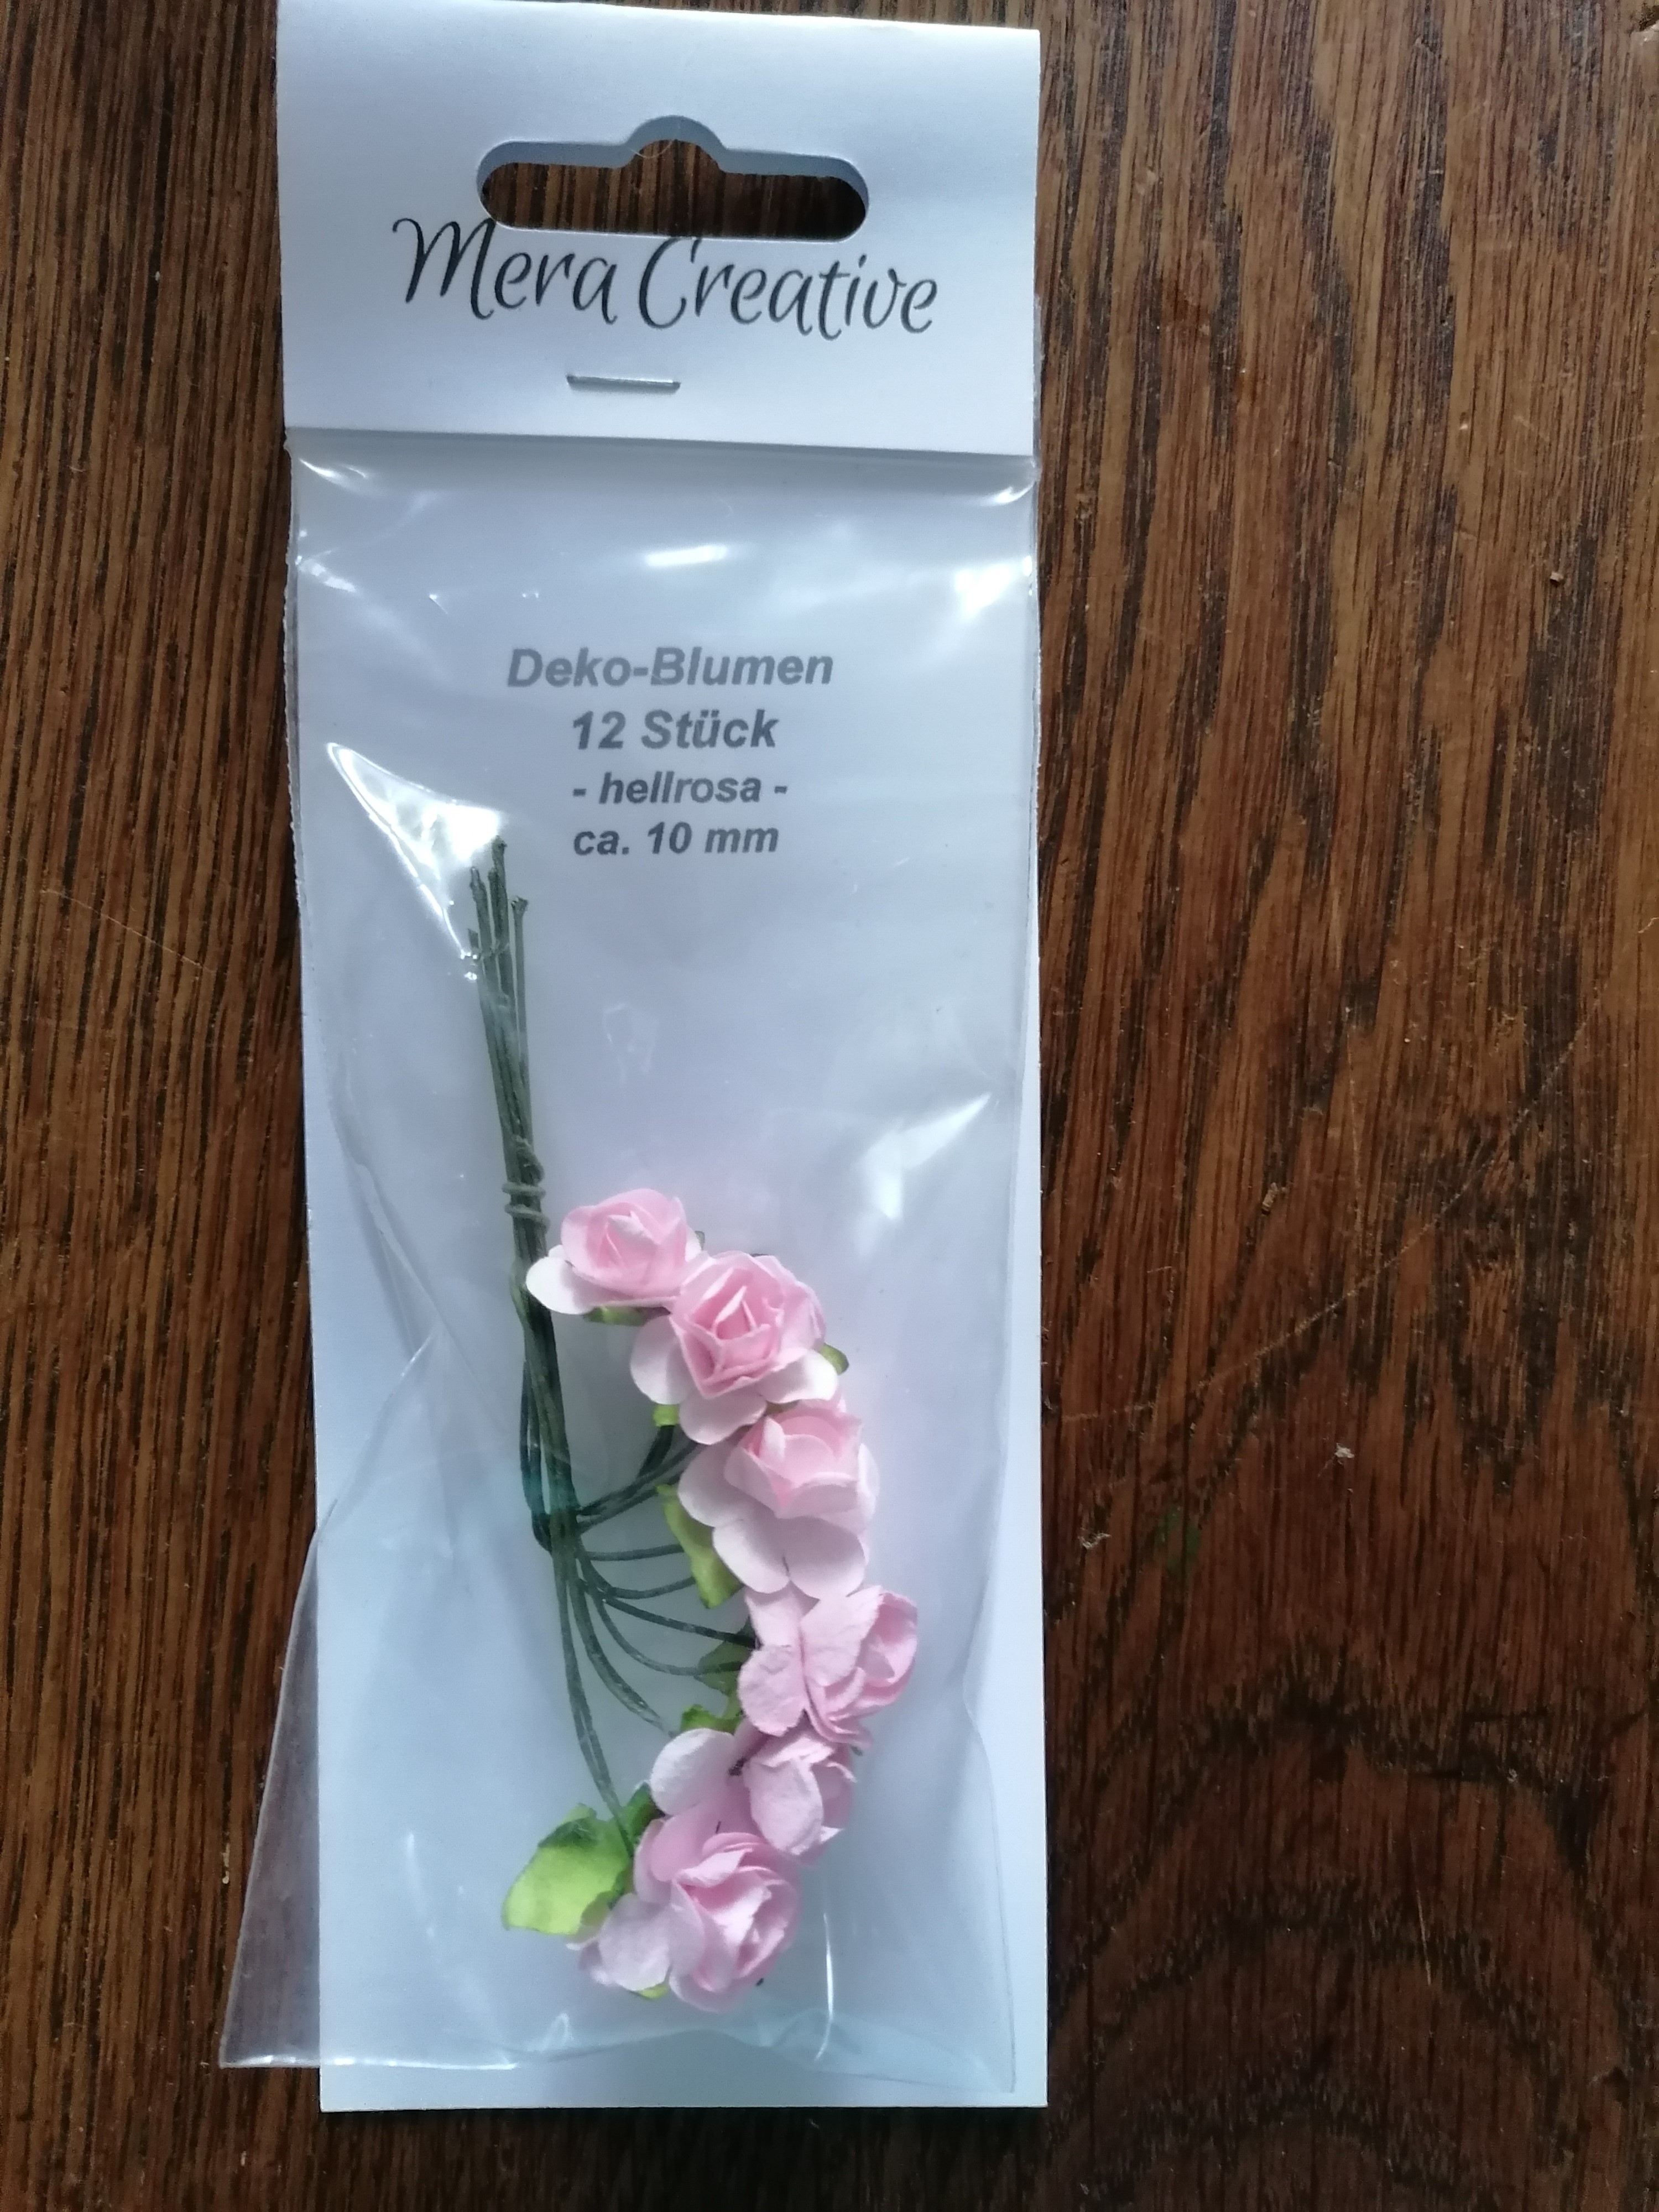 Mera Creative
Deko-Blumen
12 Stück
- hellrosa -
ca. 10 mm